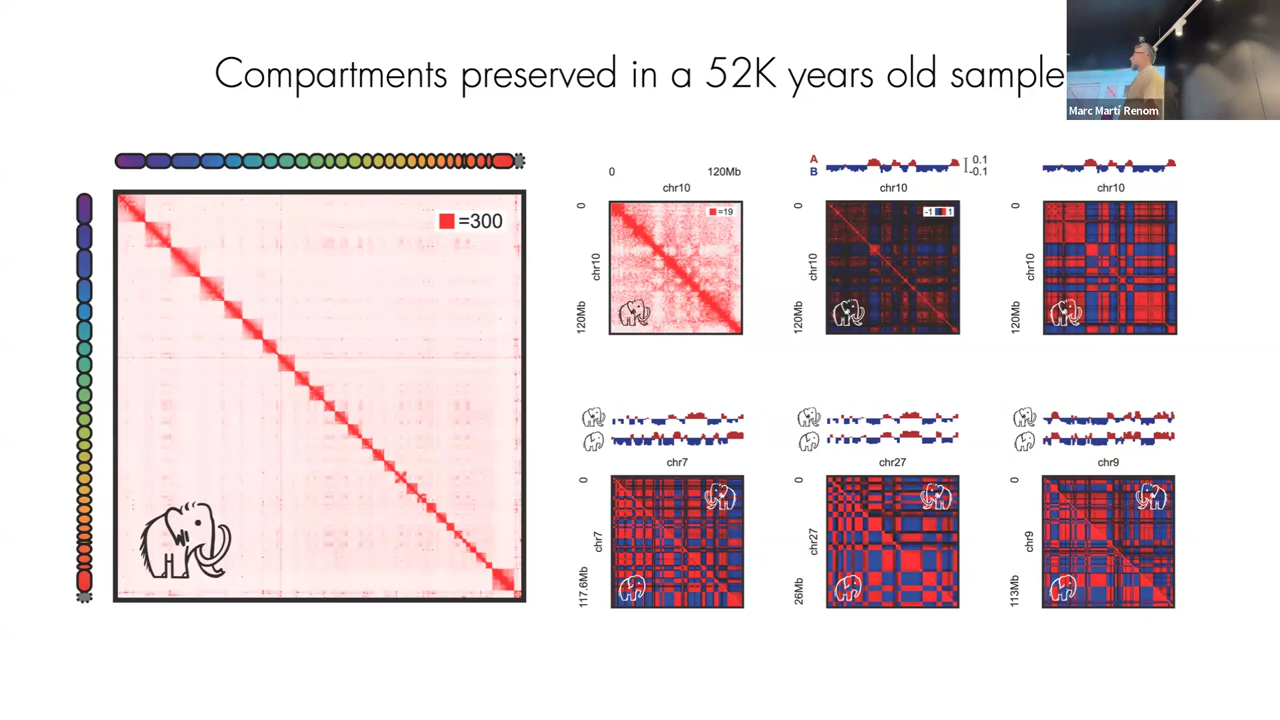 Compartments preserved in a 52K years old sample
Marc Martí Renom
=300
0 120Mb
chr10
0
chr10
120Mb
=19
A
B
0.1
-0.1
chr10
0
chr10
120Mb
-1 1
chr10
0
chr10
120Mb
chr7
0
chr7
117.6Mb
chr27
0
chr27
26Mb
chr9
0
chr9
113Mb